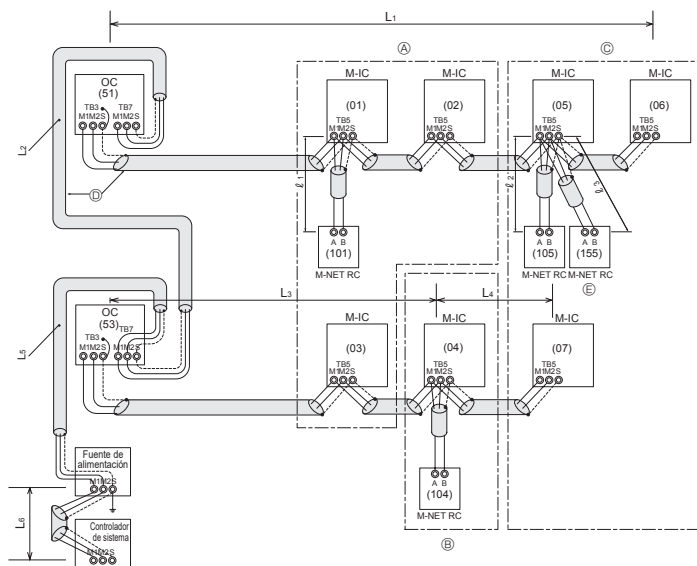 L1
A
C
M-IC
M-IC
M-IC
M-IC
OC
(51)
TB3
TB7
M1M2S
M1M2S
(01)
TB5
M1M2S
(02)
TB5
M1M2S
(05)
TB5
M1M2S
(06)
TB5
M1M2S
L2
D
ℓ1
ℓ2
ℓ3
A B
(101)
M-NET RC
A B
(105)
M-NET RC
A B
(155)
M-NET RC
E
L3
L4
OC
(53)
TB3
TB7
M1M2S
M1M2S
M-IC
(03)
TB5
M1M2S
M-IC
(04)
TB5
M1M2S
M-IC
(07)
TB5
M1M2S
L5
Fuente de
alimentación
M1M2S
A B
(104)
M-NET RC
B
L6
Controlador
de sistema
M1M2S